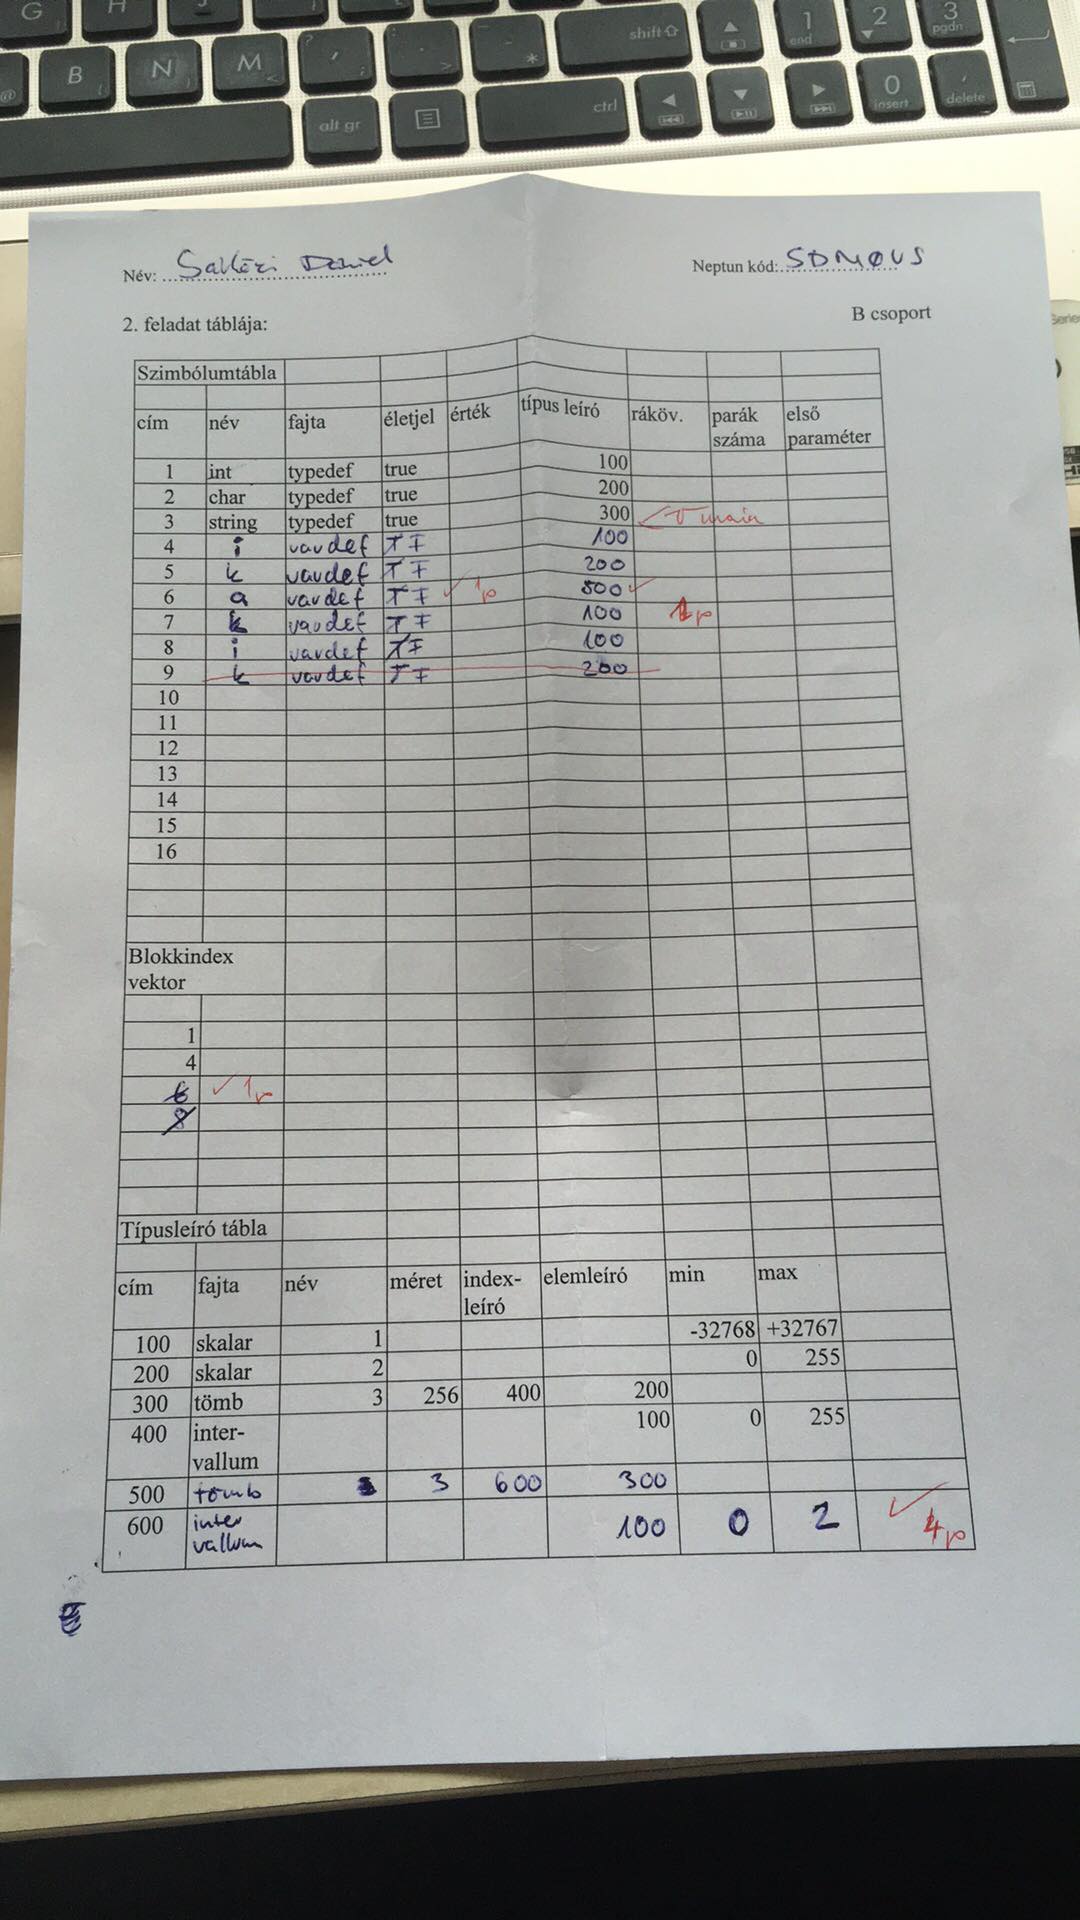 G H J
B N M < ? , ; : > - * shift ⇧ 1 end 2 3 pgdn
@ alt gr ctrl 0 insert , delete
Név: Daniel
Neptun kód: SDMØUS
2. feladat táblája:
B csoport
Szimbólumtábla
cím név fajta életjel érték típus leíró ráköv. parák száma első paraméter
1 int typedef true 100
2 char typedef true 200
3 string typedef true 300 main
4 i vardef T F 100
5 k vardef T F 200
6 a vardef T F ✓ 1p 500 ✓
7 k vardef T F 100 1p
8 i vardef T F 100
9 k vardef T F 200
10
11
12
13
14
15
16
Blokkindex
vektor
1
4
6 ✓ 1p
8
Típusleíró tábla
cím fajta név méret index-leíró elemleíró min max
100 skalar 1 -32768 +32767
200 skalar 2 0 255
300 tömb 3 256 400 200
400 inter-vallum 100 0 255
500 tömb 3 600 300
600 inter vallum 100 0 2 ✓ 4p